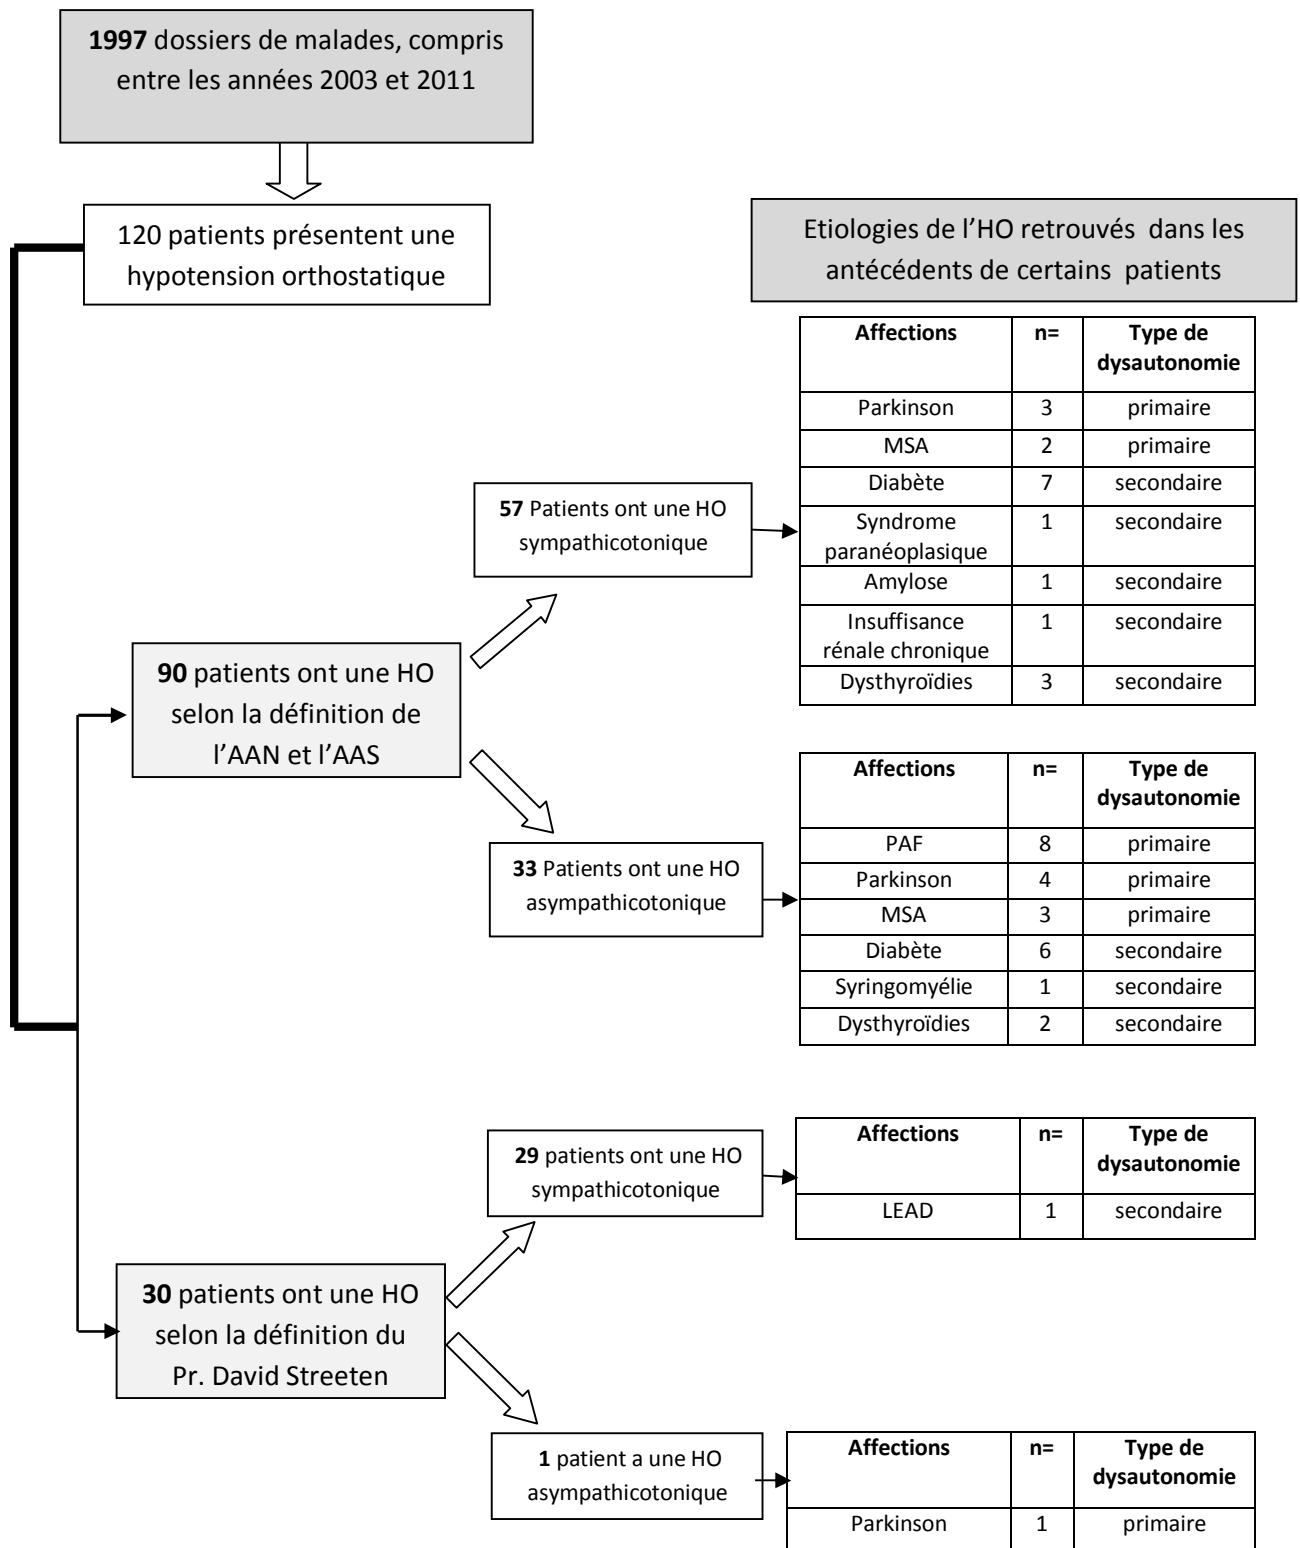 1997 dossiers de malades, compris
entre les années 2003 et 2011
120 patients présentent une
hypotension orthostatique
Etiologies de l'HO retrouvés dans les
antécédents de certains patients
Affections n= Type de
dysautonomie
Parkinson 3 primaire
MSA 2 primaire
Diabète 7 secondaire
Syndrome 1 secondaire
paranéoplasique
Amylose 1 secondaire
Insuffisance 1 secondaire
rénale chronique
Dysthyroïdies 3 secondaire
57 Patients ont une HO
sympathicotonique
90 patients ont une HO
selon la définition de
l'AAN et l'AAS
33 Patients ont une HO
asympathicotonique
Affections n= Type de
dysautonomie
PAF 8 primaire
Parkinson 4 primaire
MSA 3 primaire
Diabète 6 secondaire
Syringomyélie 1 secondaire
Dysthyroïdies 2 secondaire
29 patients ont une HO
sympathicotonique
Affections n= Type de
dysautonomie
LEAD 1 secondaire
30 patients ont une HO
selon la définition du
Pr. David Streeten
1 patient a une HO
asympathicotonique
Affections n= Type de
dysautonomie
Parkinson 1 primaire